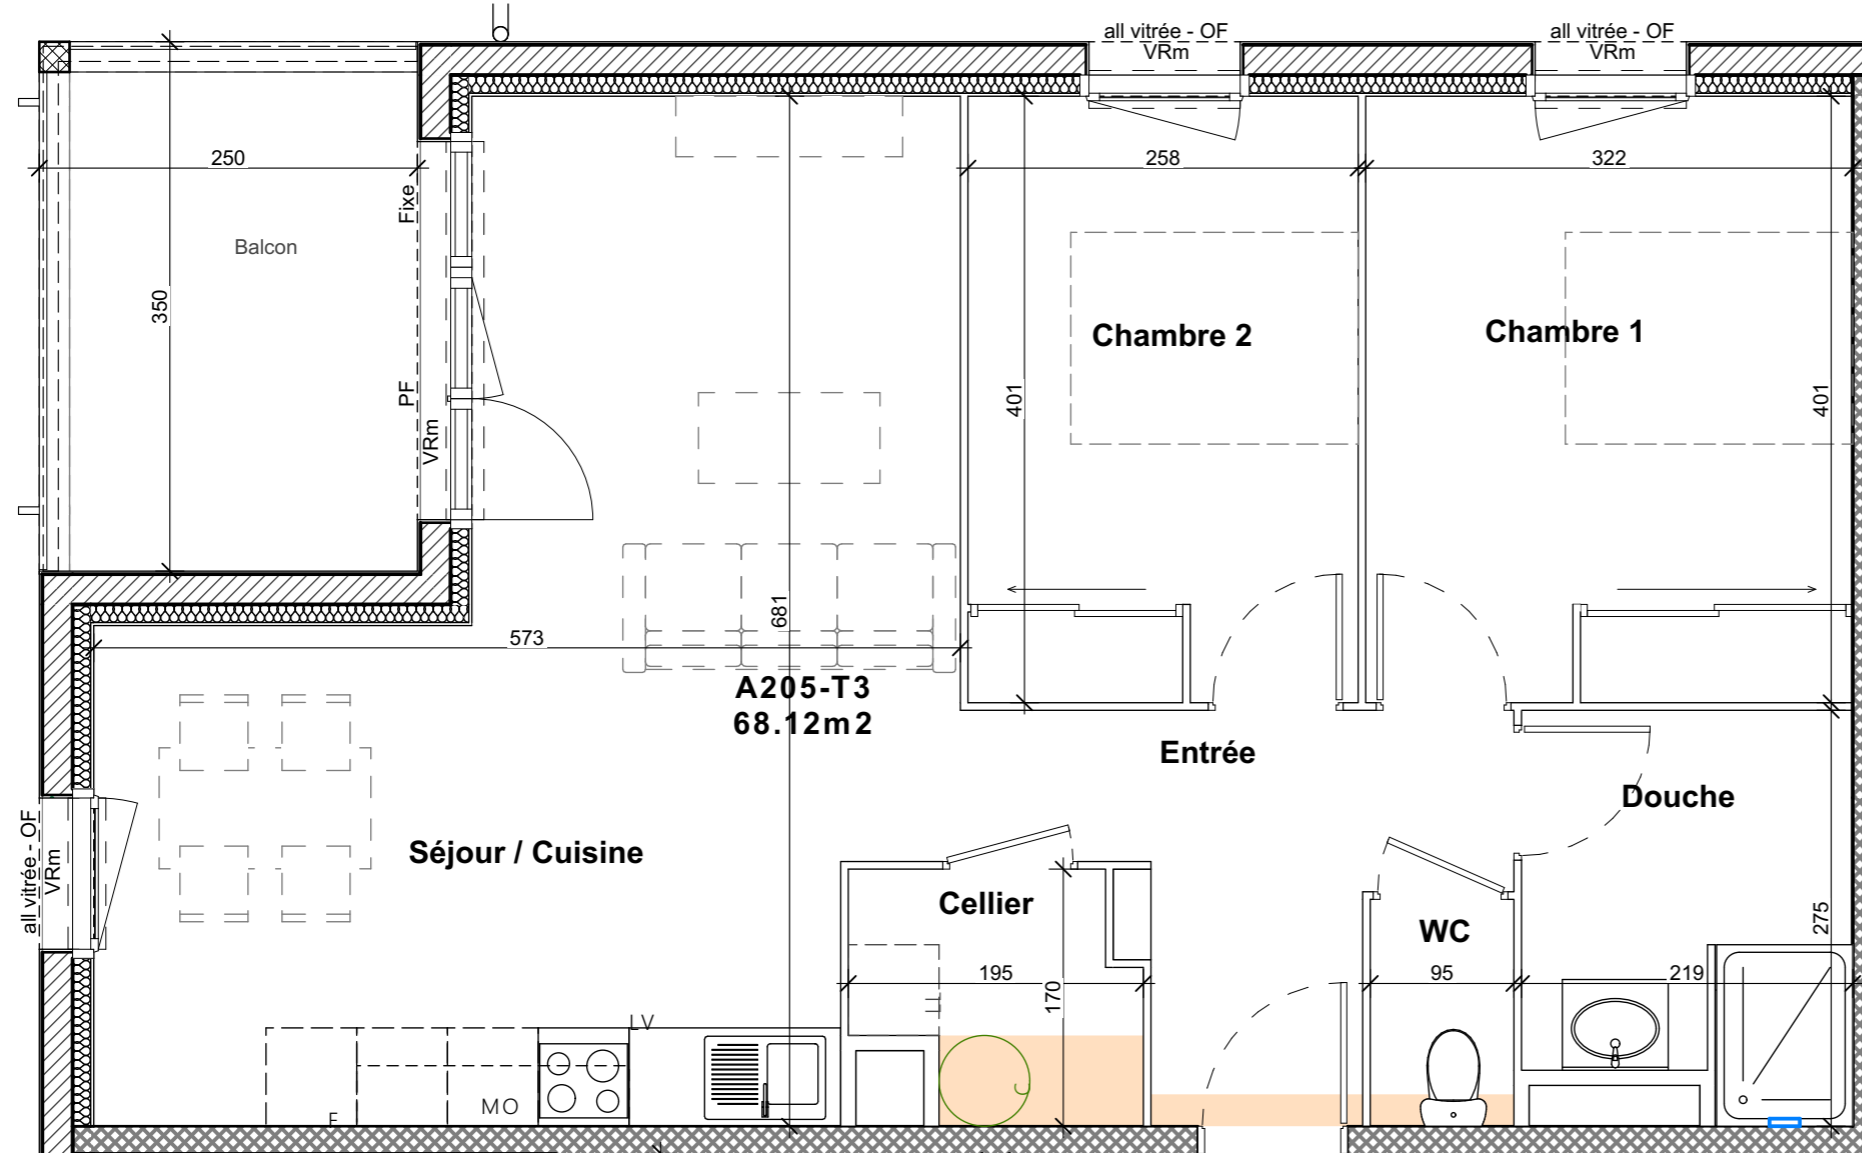 all vitrée - OF
VRm
all vitrée - OF
VRm
250
258
322
Fixe
Balcon
350
Chambre 2
Chambre 1
PF
401
401
VRm
681
573
A205-T3
68.12m2
Entrée
Douche
all vitrée - OF
VRm
Séjour / Cuisine
Cellier
WC
275
195
170
95
219
LL
LV
MO
F